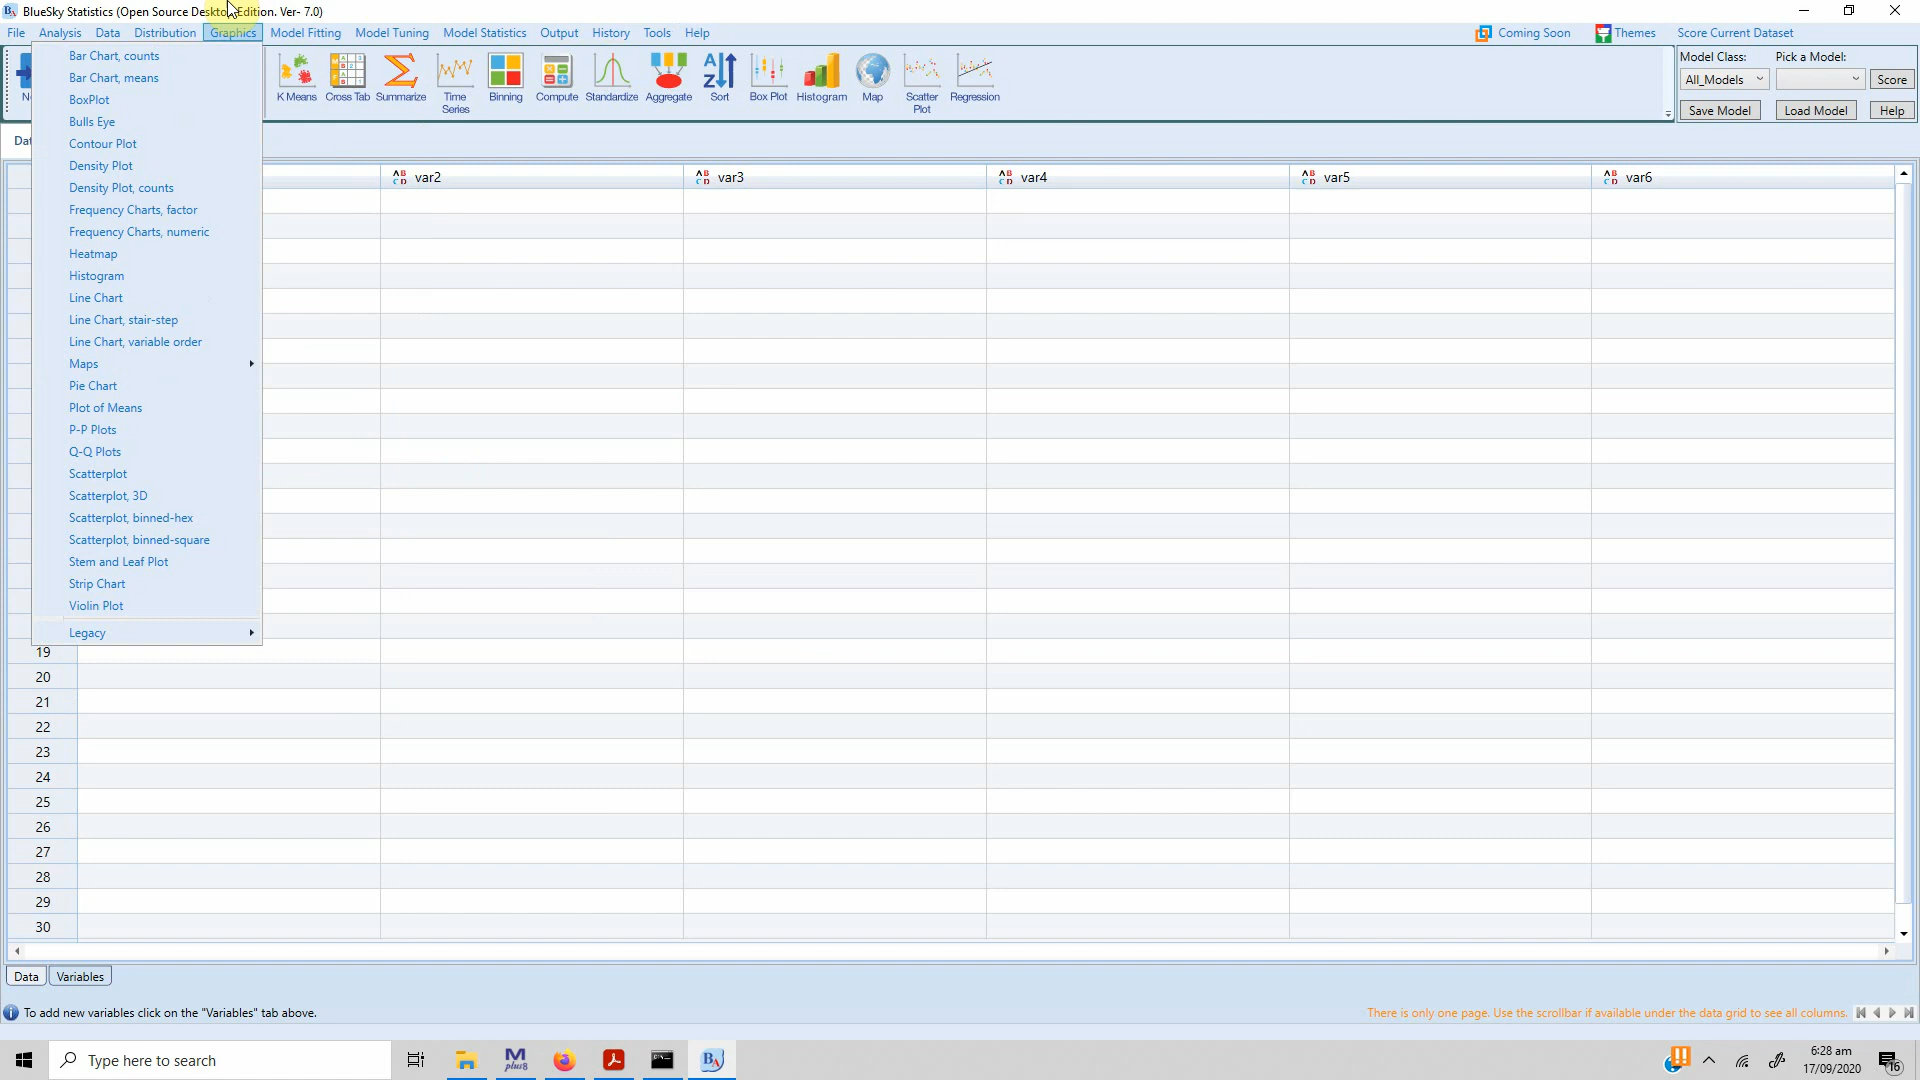 BlueSky Statistics (Open Source Desktop Edition. Ver- 7.0)
File Analysis Data Distribution Graphics Model Fitting Model Tuning Model Statistics Output History Tools Help
Coming Soon Themes Score Current Dataset
Bar Chart, counts
Bar Chart, means
BoxPlot
Bulls Eye
Contour Plot
Density Plot
Density Plot, counts
Frequency Charts, factor
Frequency Charts, numeric
Heatmap
Histogram
Line Chart
Line Chart, stair-step
Line Chart, variable order
Maps
Pie Chart
Plot of Means
P-P Plots
Q-Q Plots
Scatterplot
Scatterplot, 3D
Scatterplot, binned-hex
Scatterplot, binned-square
Stem and Leaf Plot
Strip Chart
Violin Plot
Legacy
K Means
Cross Tab
Summarize
Time
Series
Binning
Compute
Standardize
Aggregate
Sort
Box Plot
Histogram
Map
Scatter
Plot
Regression
Model Class: Pick a Model:
All_Models Score
Save Model Load Model Help
var2 var3 var4 var5 var6
19
20
21
22
23
24
25
26
27
28
29
30
Data Variables
To add new variables click on the "Variables" tab above.
There is only one page. Use the scrollbar if available under the data grid to see all columns.
Type here to search
6:28 am
17/09/2020
16